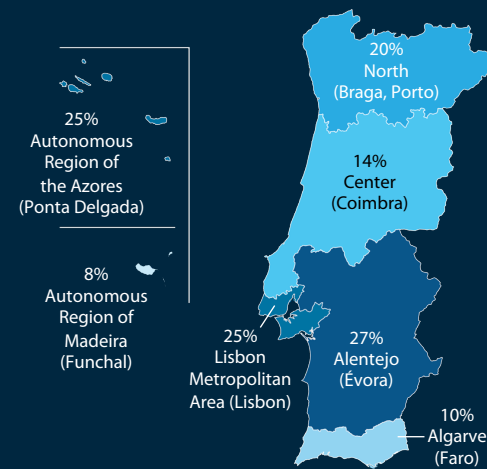 20%
North
(Braga, Porto)
25%
Autonomous
Region of
the Azores
(Ponta Delgada)
14%
Center
(Coimbra)
8%
Autonomous
Region of
Madeira
(Funchal)
25%
Lisbon
Metropolitan
Area (Lisbon)
27%
Alentejo
(Évora)
10%
Algarve
(Faro)